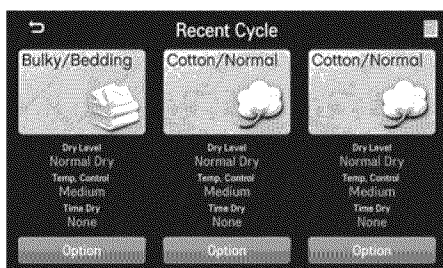 Recent Cycle
Bulky/Bedding Cotton/Normal Cotton/Normal
Dry Level Dry Level Dry Level
Normal Dry Normal Dry Normal Dry
Temp. Control Temp. Control Temp. Control
Medium Medium Medium
Time Dry Time Dry Time Dry
None None None
Option Option Option